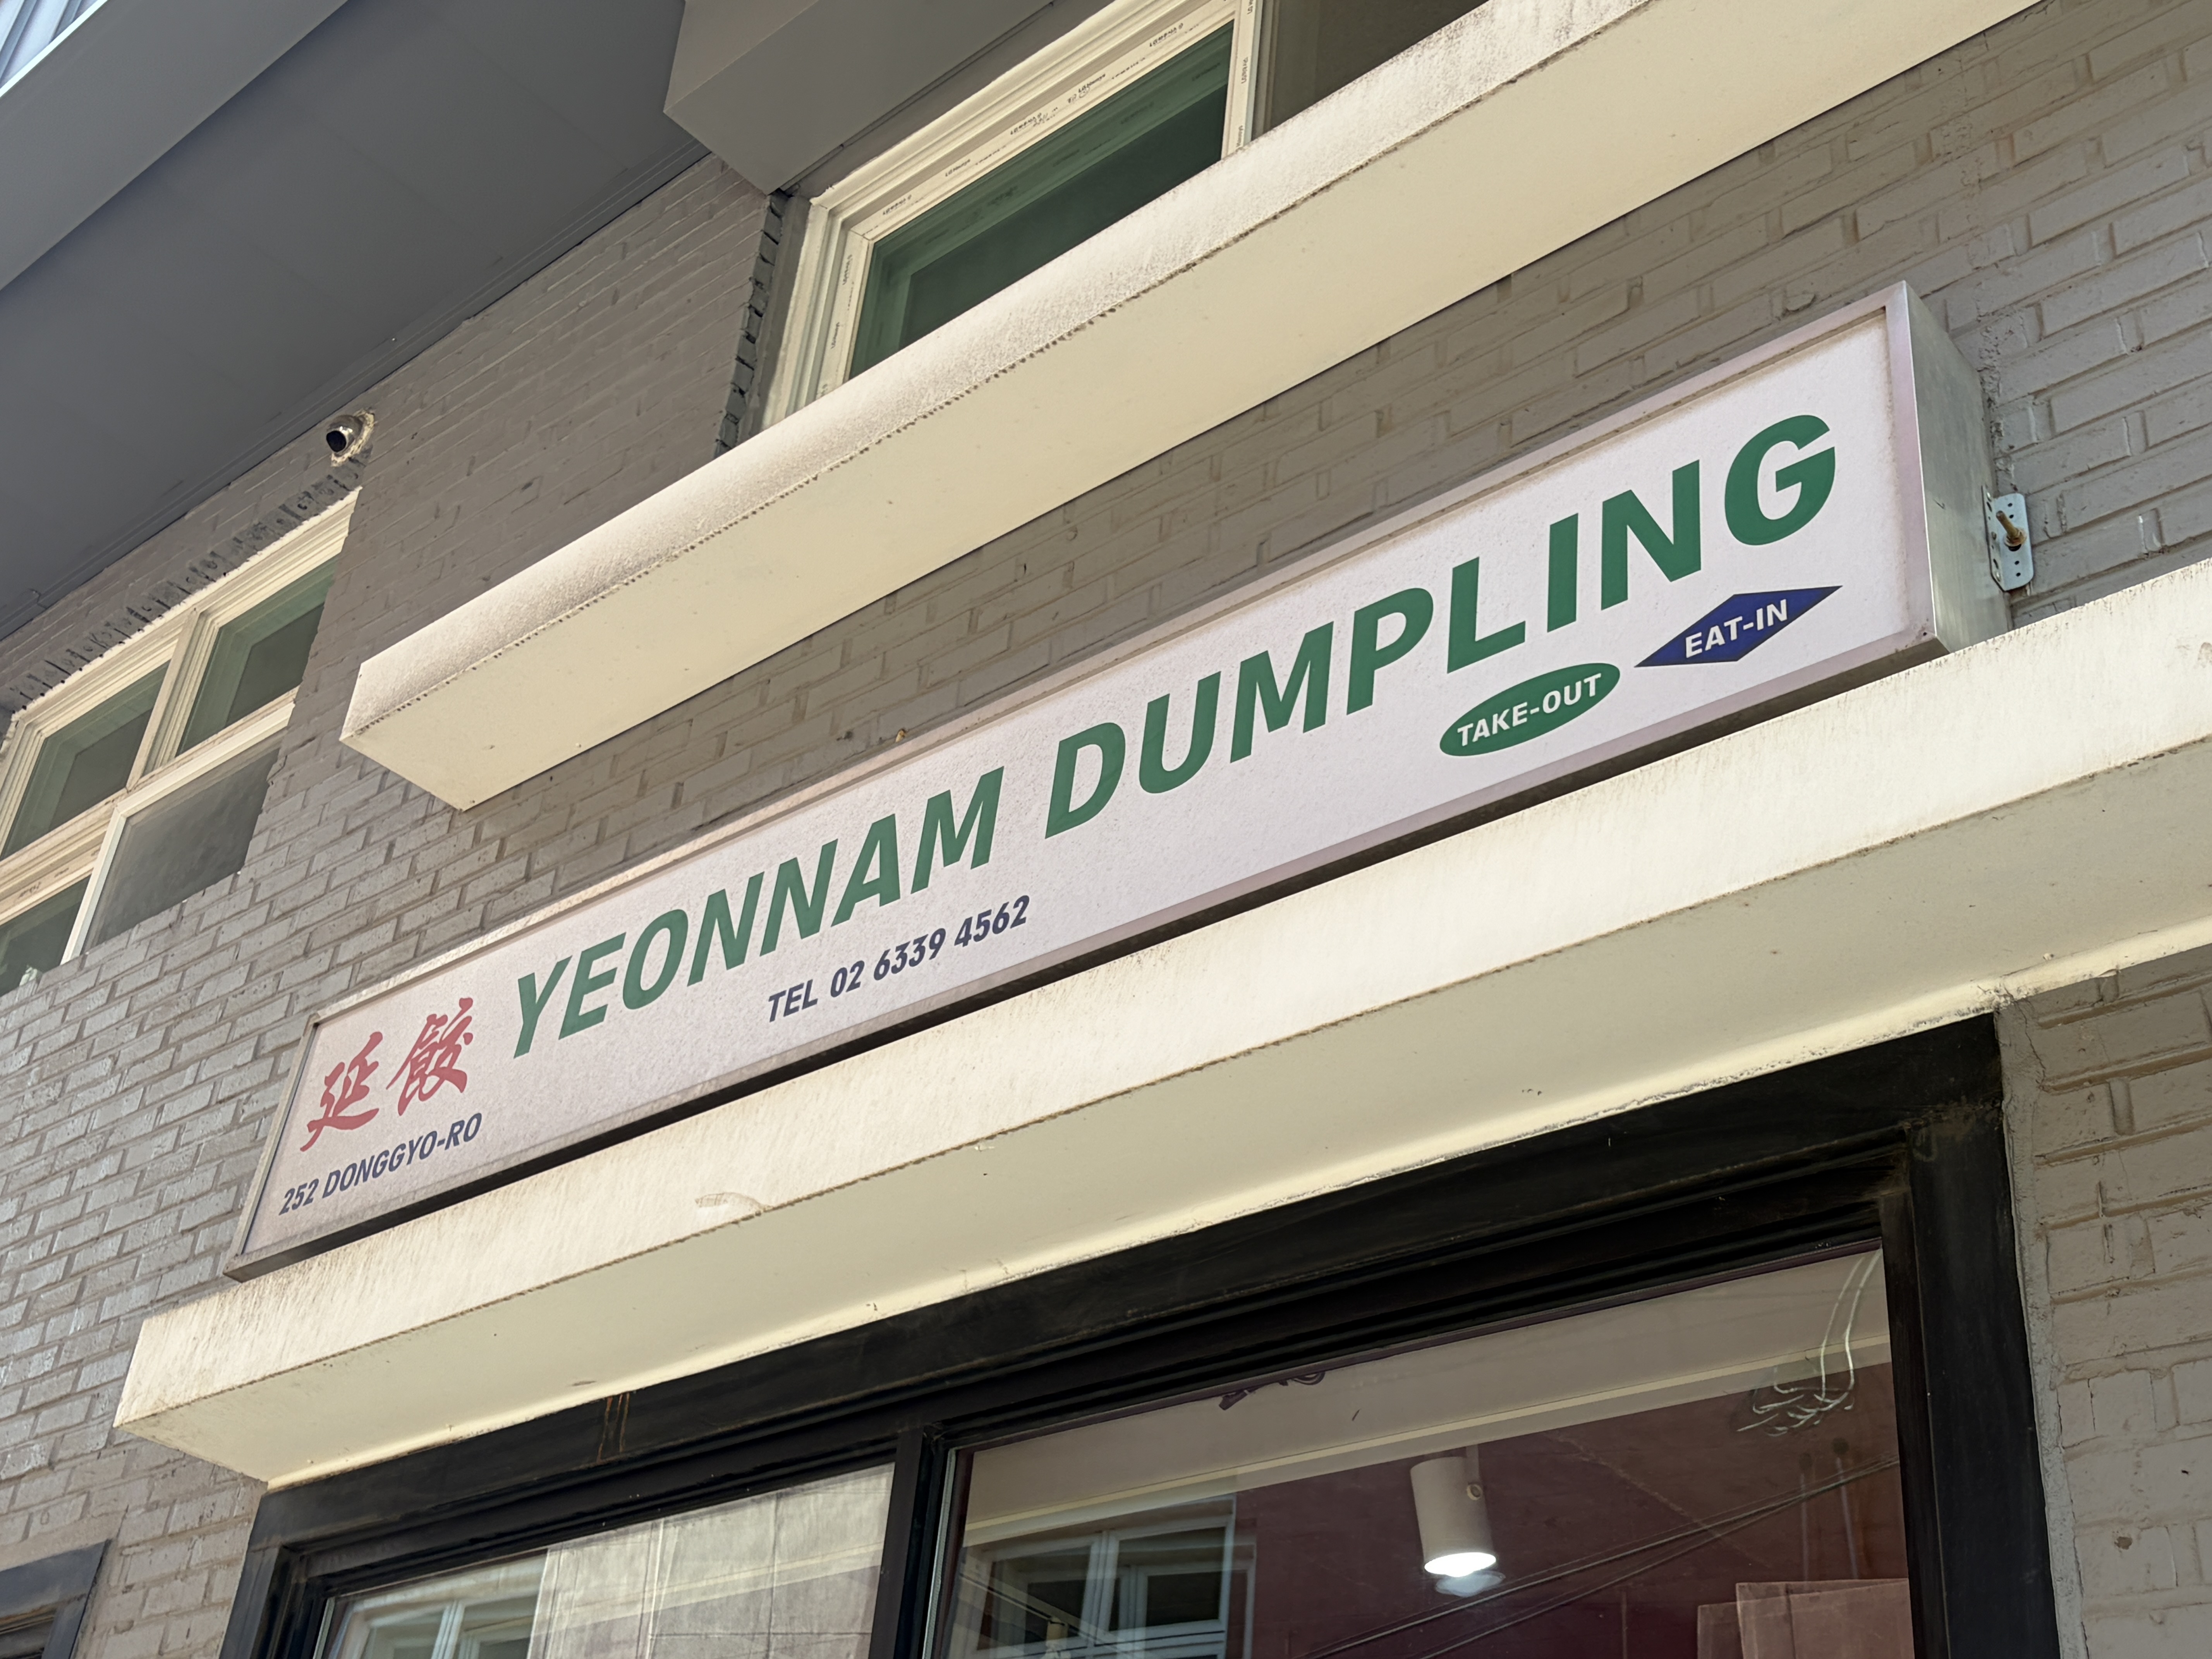 延餃 YEONNAM DUMPLING
252 DONGGYO-RO
TEL 02 6339 4562
TAKE-OUT
EAT-IN